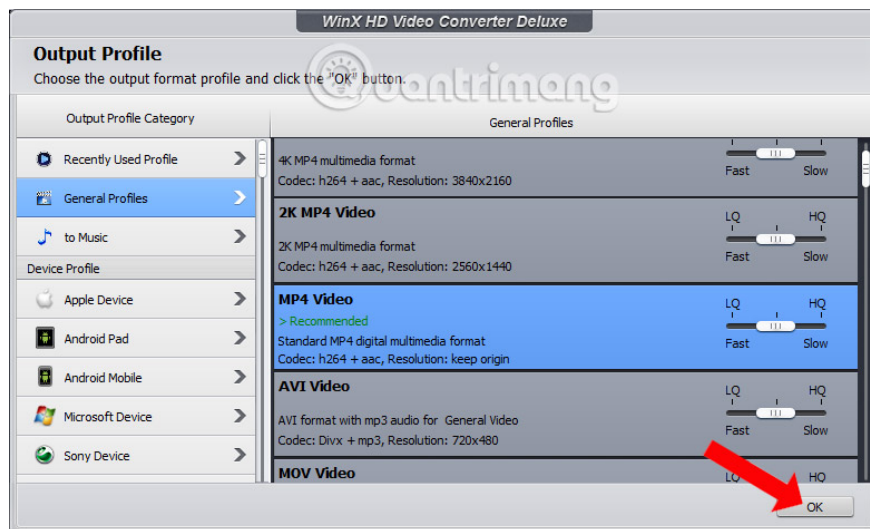 WinX HD Video Converter Deluxe
Output Profile
Choose the output format profile and click the "OK" button.
Quantrimang
Output Profile Category
General Profiles
Recently Used Profile
General Profiles
to Music
Device Profile
Apple Device
Android Pad
Android Mobile
Microsoft Device
Sony Device
4K MP4 multimedia format
Codec: h264 + aac, Resolution: 3840x2160
Fast Slow
2K MP4 Video
LQ HQ
2K MP4 multimedia format
Codec: h264 + aac, Resolution: 2560x1440
Fast Slow
MP4 Video
LQ HQ
> Recommended
Standard MP4 digital multimedia format
Codec: h264 + aac, Resolution: keep origin
Fast Slow
AVI Video
LQ HQ
AVI format with mp3 audio for General Video
Codec: Divx + mp3, Resolution: 720x480
Fast Slow
MOV Video
LQ HQ
OK